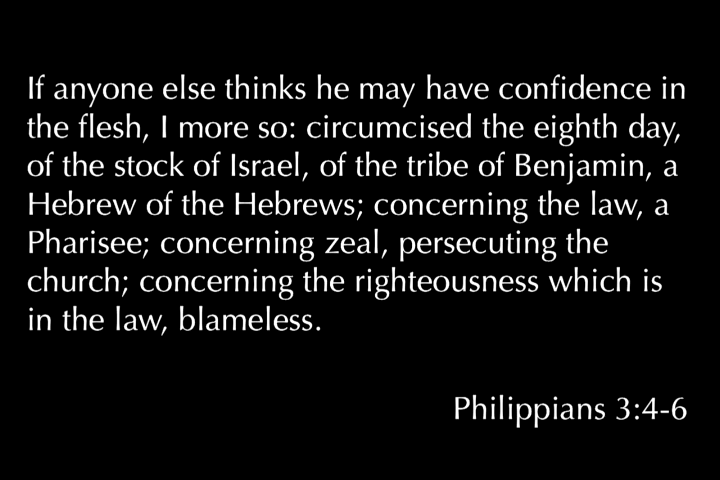 If anyone else thinks he may have confidence in
the flesh, I more so: circumcised the eighth day,
of the stock of Israel, of the tribe of Benjamin, a
Hebrew of the Hebrews; concerning the law, a
Pharisee; concerning zeal, persecuting the
church; concerning the righteousness which is
in the law, blameless.
Philippians 3:4-6